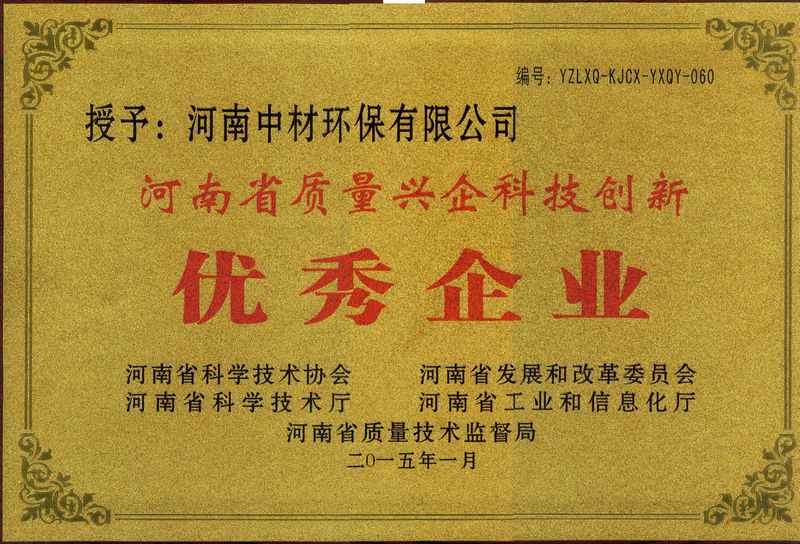 编号：YZLXQ-KJCX-YXQY-060
授予：河南中材环保有限公司
河南省质量兴企科技创新
优秀企业
河南省科学技术协会 河南省发展和改革委员会
河南省科学技术厅 河南省工业和信息化厅
河南省质量技术监督局
二〇一五年一月